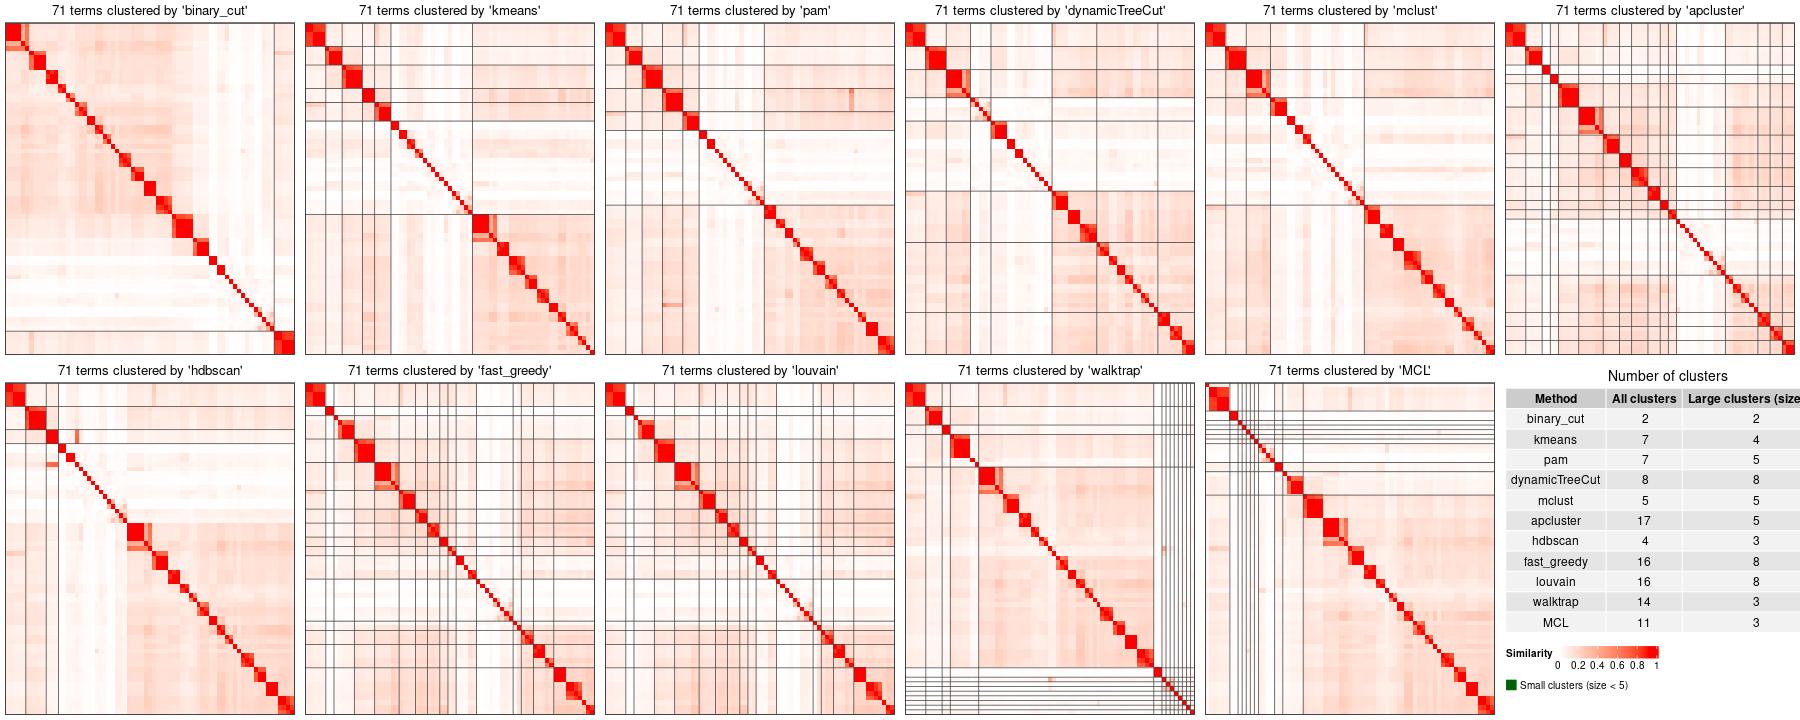 71 terms clustered by 'binary_cut'
71 terms clustered by 'kmeans'
71 terms clustered by 'pam'
71 terms clustered by 'dynamicTreeCut'
71 terms clustered by 'mclust'
71 terms clustered by 'apcluster'
71 terms clustered by 'hdbscan'
71 terms clustered by 'fast_greedy'
71 terms clustered by 'louvain'
71 terms clustered by 'walktrap'
71 terms clustered by 'MCL'
Number of clusters
Method All clusters Large clusters (size
binary_cut 2 2
kmeans 7 4
pam 7 5
dynamicTreeCut 8 8
mclust 5 5
apcluster 17 5
hdbscan 4 3
fast_greedy 16 8
louvain 16 8
walktrap 14 3
MCL 11 3
Similarity
0 0.2 0.4 0.6 0.8 1
Small clusters (size < 5)